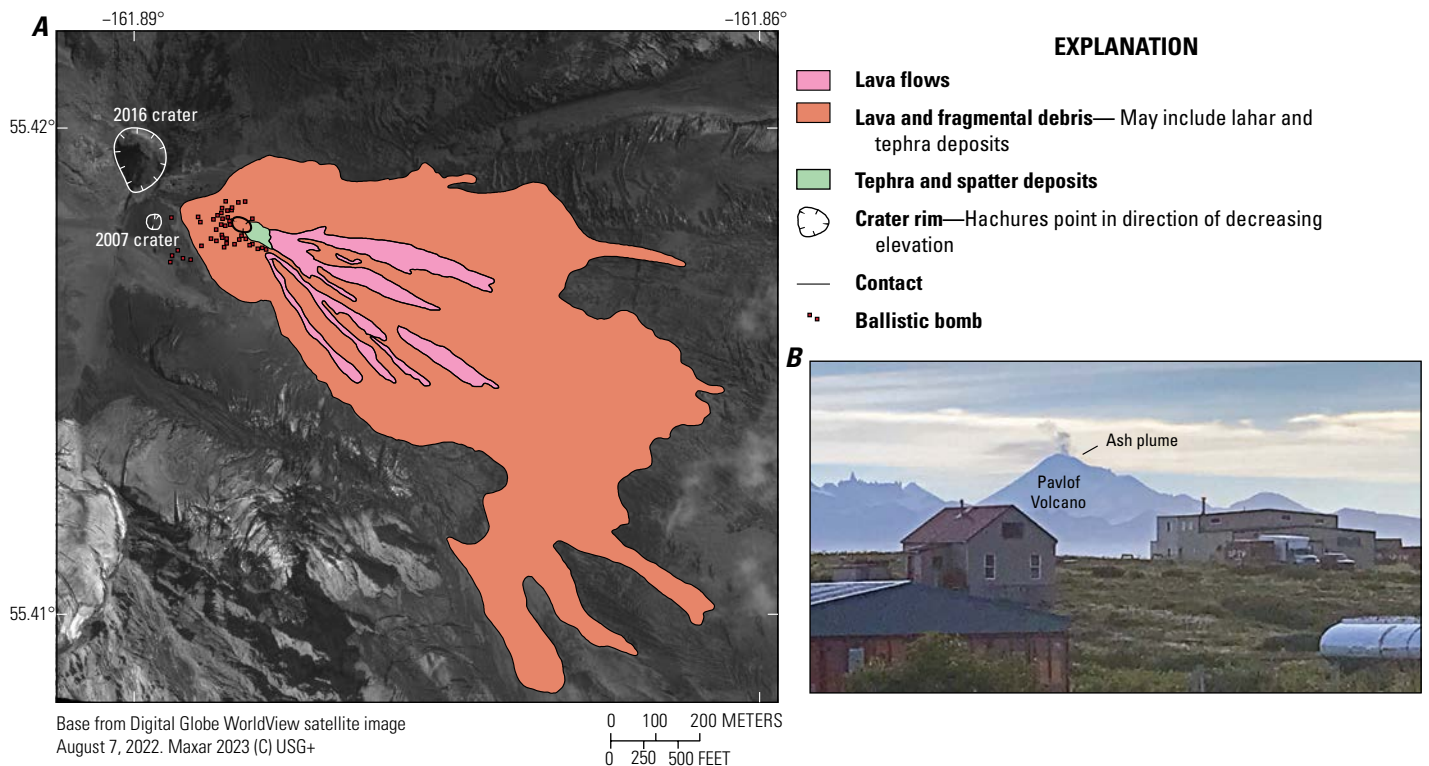 A
−161.89°
−161.86°
2016 crater
55.42°
2007 crater
55.41°
Base from Digital Globe WorldView satellite image
August 7, 2022. Maxar 2023 (C) USG+
0 100 200 METERS
0 250 500 FEET
EXPLANATION
Lava flows
Lava and fragmental debris— May include lahar and
tephra deposits
Tephra and spatter deposits
Crater rim—Hachures point in direction of decreasing
elevation
Contact
Ballistic bomb
B
Ash plume
Pavlof
Volcano